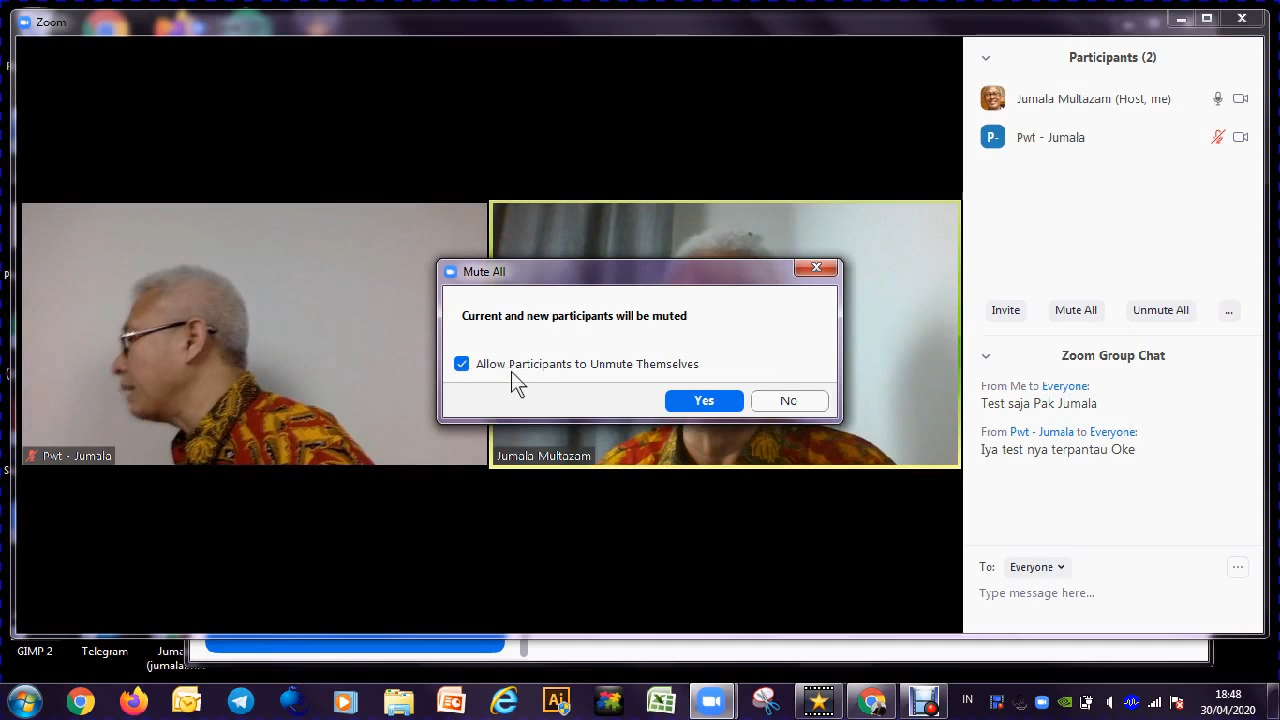 Zoom
Participants (2)
Jumala Multazam (Host, me)
P-
Pwt - Jumala
Invite
Mute All
Unmute All
...
Mute All
Current and new participants will be muted
Allow Participants to Unmute Themselves
Yes
No
Pwt - Jumala
Jumala Multazam
Zoom Group Chat
From Me to Everyone:
Test saja Pak Jumala
From Pwt - Jumala to Everyone:
Iya test nya terpantau Oke
To: Everyone
Type message here...
GIMP 2
Telegram
Juma
(jumala...
Ai
IN
18:48
30/04/2020